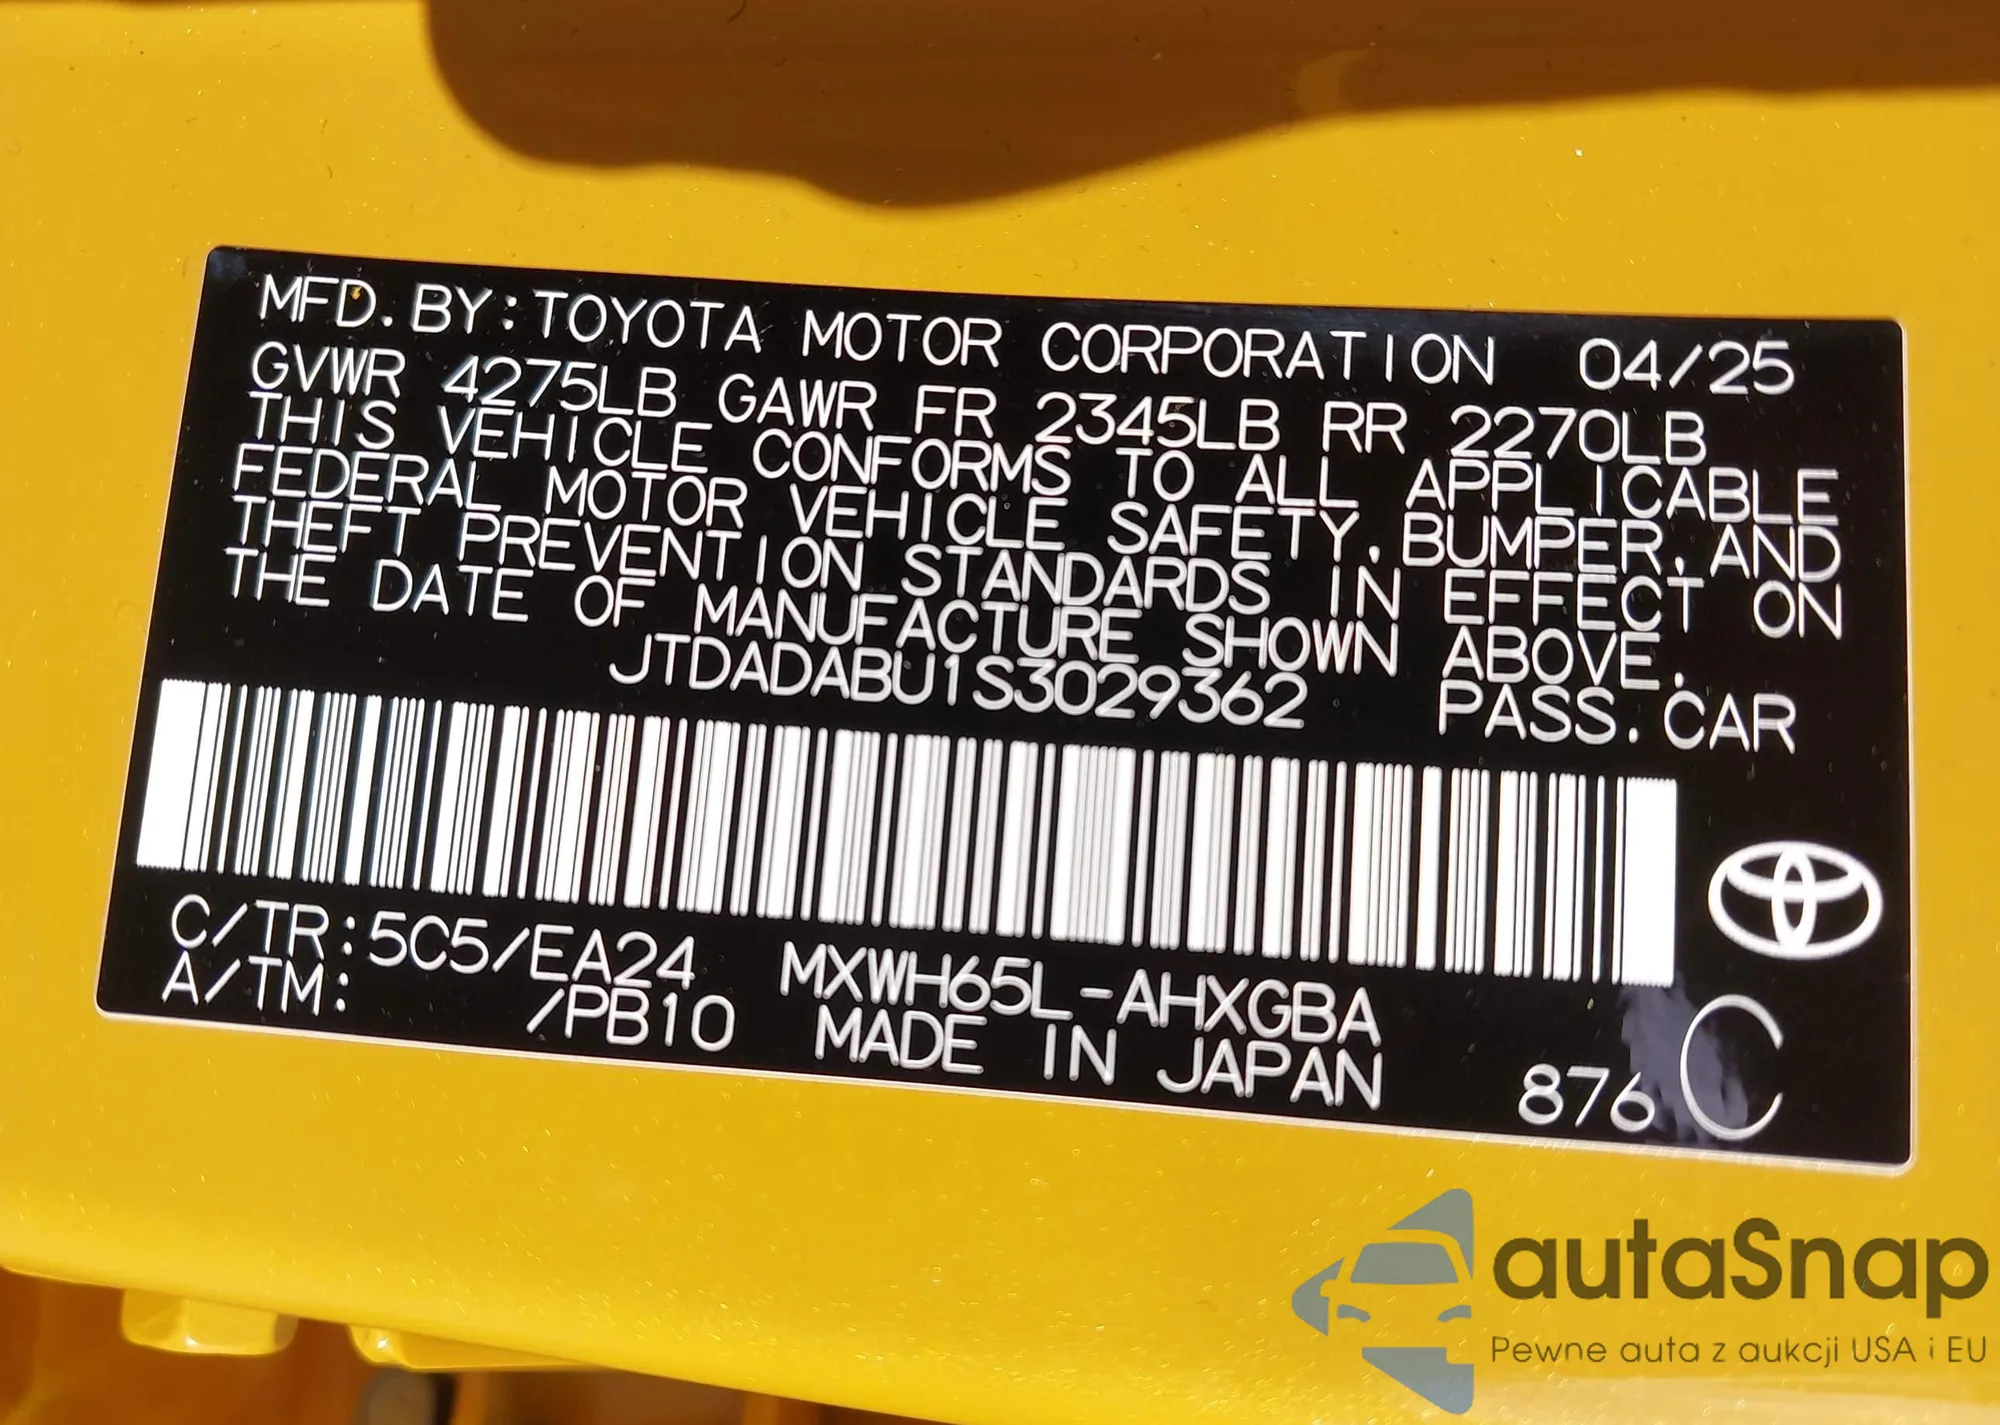 MFD.BY:TOYOTA MOTOR CORPORATION 04/25
GVWR 4275LB GAWR FR 2345LB RR 2270LB
THIS VEHICLE CONFORMS TO ALL APPLICABLE
FEDERAL MOTOR VEHICLE SAFETY,BUMPER,AND
THEFT PREVENTION STANDARDS IN EFFECT ON
THE DATE OF MANUFACTURE SHOWN ABOVE.
JTDADABU1S3029362 PASS.CAR
C/TR:5C5/EA24 MXWH65L-AHXGBA
A/TM: /PB10 MADE IN JAPAN 876 C
autaSnap
Pewne auta z aukcji USA i EU